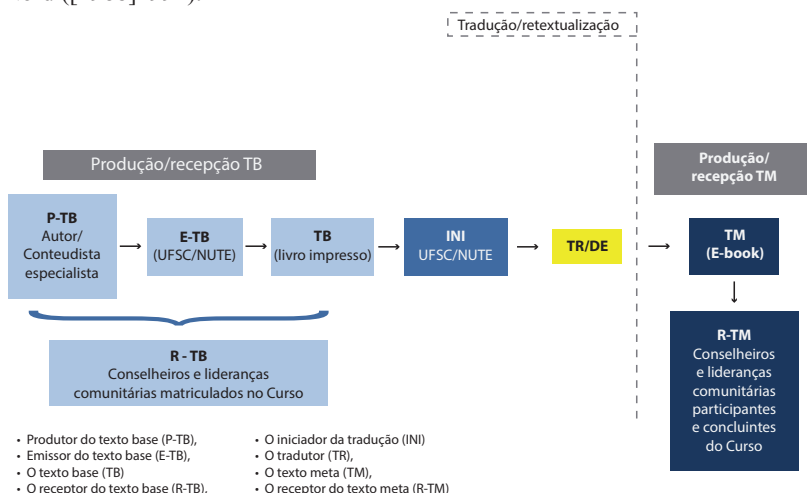 Tradução/retextualização
Produção/recepção TB
Produção/
recepção TM
P-TB
Autor/
Conteudista
especialista
E-TB
(UFSC/NUTE)
TB
(livro impresso)
INI
UFSC/NUTE
TR/DE
TM
(E-book)
R - TB
Conselheiros e lideranças
comunitárias matriculados no Curso
R-TM
Conselheiros
e lideranças
comunitárias
participantes
e concluintes
do Curso
• Produtor do texto base (P-TB),
• Emissor do texto base (E-TB),
• O texto base (TB)
• O receptor do texto base (R-TB),
• O iniciador da tradução (INI)
• O tradutor (TR),
• O texto meta (TM),
• O receptor do texto meta (R-TM)